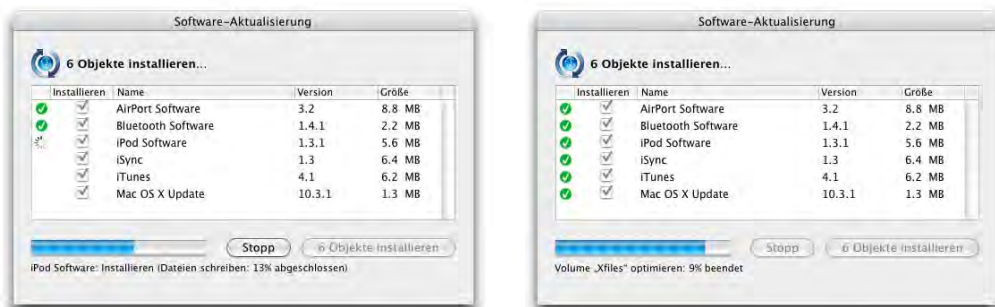 Software-Aktualisierung
6 Objekte installieren...
Installieren Name Version Größe
AirPort Software 3.2 8.8 MB
Bluetooth Software 1.4.1 2.2 MB
iPod Software 1.3.1 5.6 MB
iSync 1.3 6.4 MB
iTunes 4.1 6.2 MB
Mac OS X Update 10.3.1 1.3 MB
Stopp 6 Objekte installieren
iPod Software: Installieren (Dateien schreiben: 13% abgeschlossen)
Software-Aktualisierung
6 Objekte installieren...
Installieren Name Version Größe
AirPort Software 3.2 8.8 MB
Bluetooth Software 1.4.1 2.2 MB
iPod Software 1.3.1 5.6 MB
iSync 1.3 6.4 MB
iTunes 4.1 6.2 MB
Mac OS X Update 10.3.1 1.3 MB
Stopp 6 Objekte installieren
Volume „Xfiles“ optimieren: 9% beendet